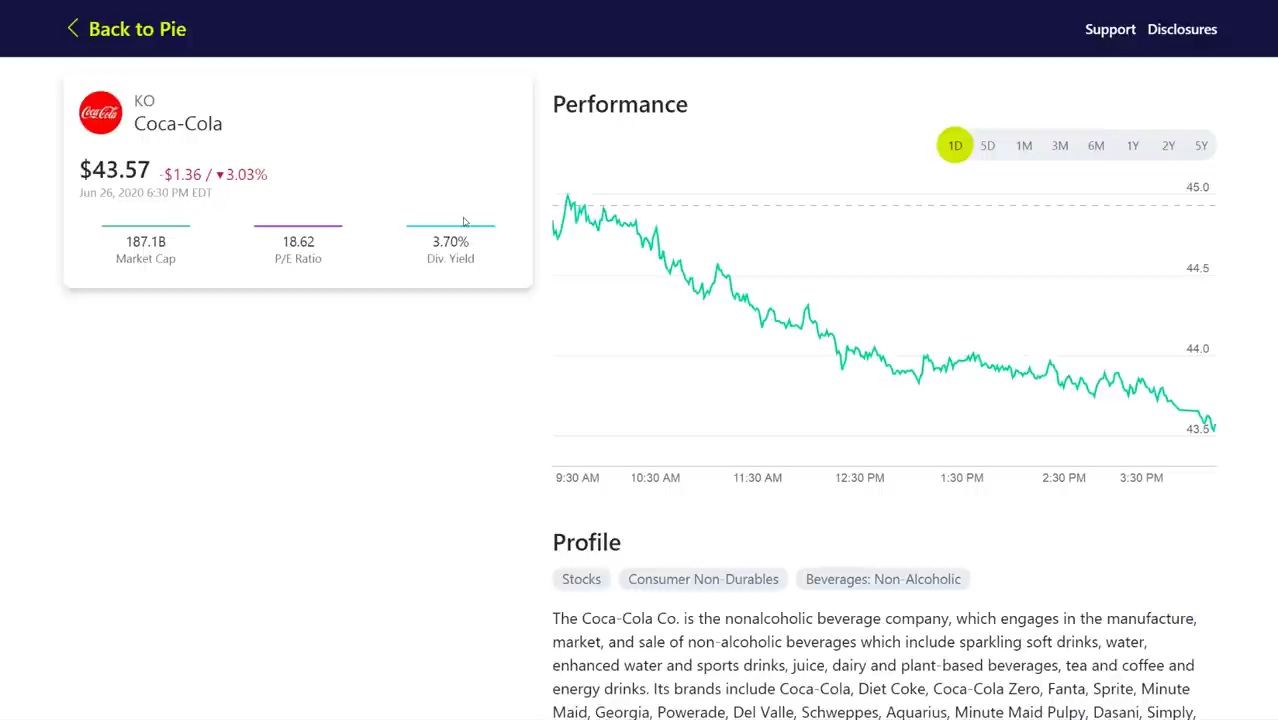 Back to Pie
Support Disclosures
Coca-Cola
KO
Coca-Cola
$43.57 -$1.36 / ▼3.03%
Jun 26, 2020 6:30 PM EDT
187.1B 18.62 3.70%
Market Cap P/E Ratio Div. Yield
Performance
1D 5D 1M 3M 6M 1Y 2Y 5Y
45.0
44.5
44.0
43.5
9:30 AM 10:30 AM 11:30 AM 12:30 PM 1:30 PM 2:30 PM 3:30 PM
Profile
Stocks Consumer Non-Durables Beverages: Non-Alcoholic
The Coca-Cola Co. is the nonalcoholic beverage company, which engages in the manufacture,
market, and sale of non-alcoholic beverages which include sparkling soft drinks, water,
enhanced water and sports drinks, juice, dairy and plant-based beverages, tea and coffee and
energy drinks. Its brands include Coca-Cola, Diet Coke, Coca-Cola Zero, Fanta, Sprite, Minute
Maid, Georgia, Powerade, Del Valle, Schweppes, Aquarius, Minute Maid Pulpy, Dasani, Simply,